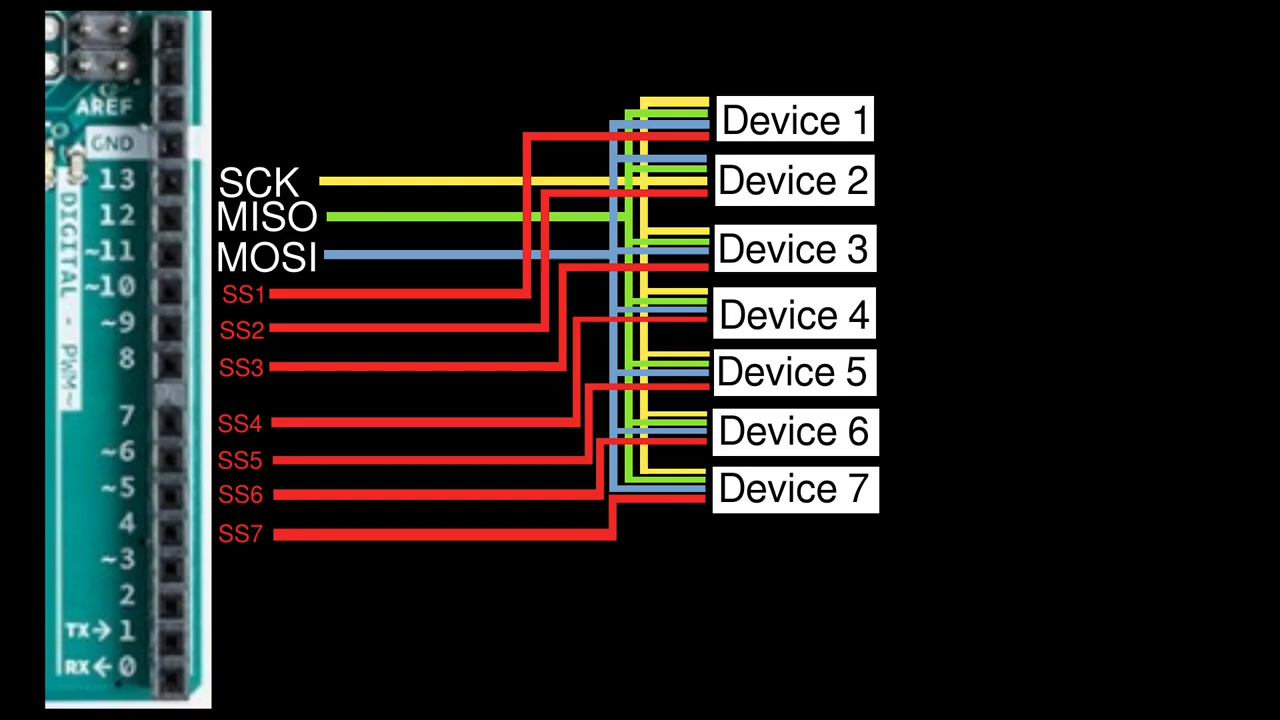 AREF
GND
13
12
~11
~10
~9
8
7
~6
~5
4
~3
2
TX→ 1
RX← 0
DIGITAL - PWM~
SCK
MISO
MOSI
SS1
SS2
SS3
SS4
SS5
SS6
SS7
Device 1
Device 2
Device 3
Device 4
Device 5
Device 6
Device 7